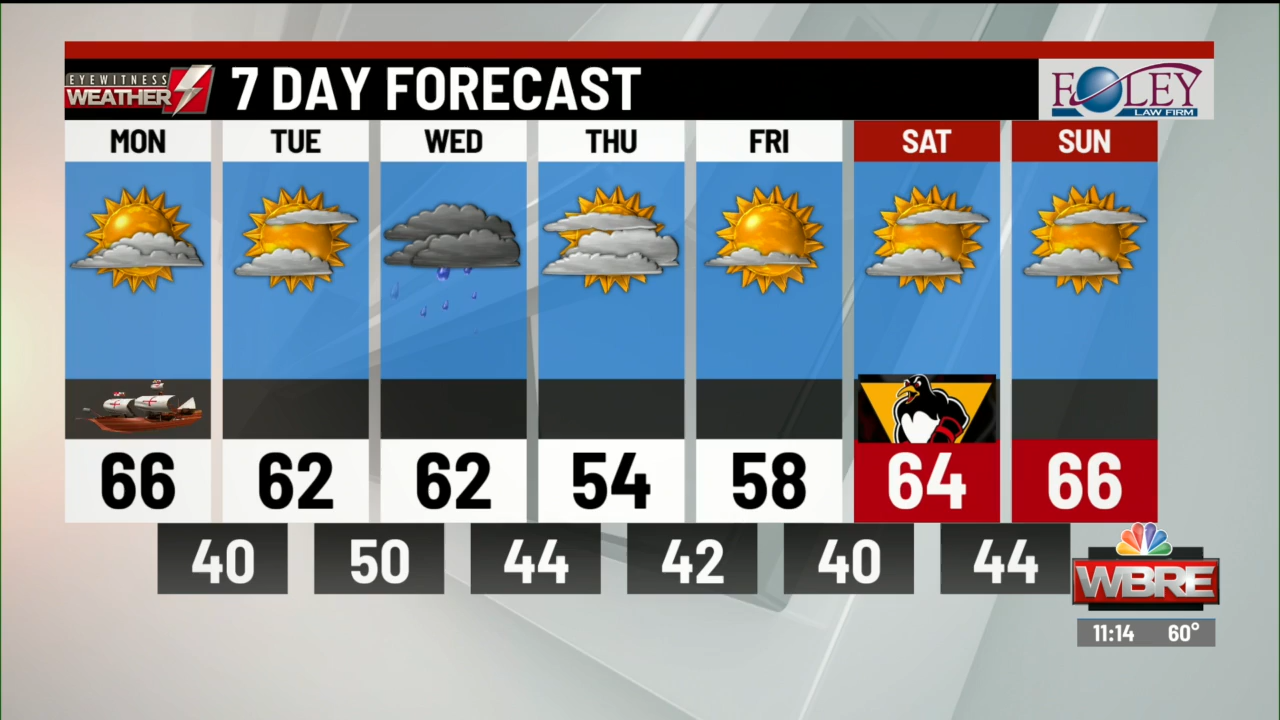 EYEWITNESS
WEATHER
7 DAY FORECAST
FOLEY
LAW FIRM
MON TUE WED THU FRI SAT SUN
66 62 62 54 58 64 66
40 50 44 42 40 44
WBRE
11:14 60°